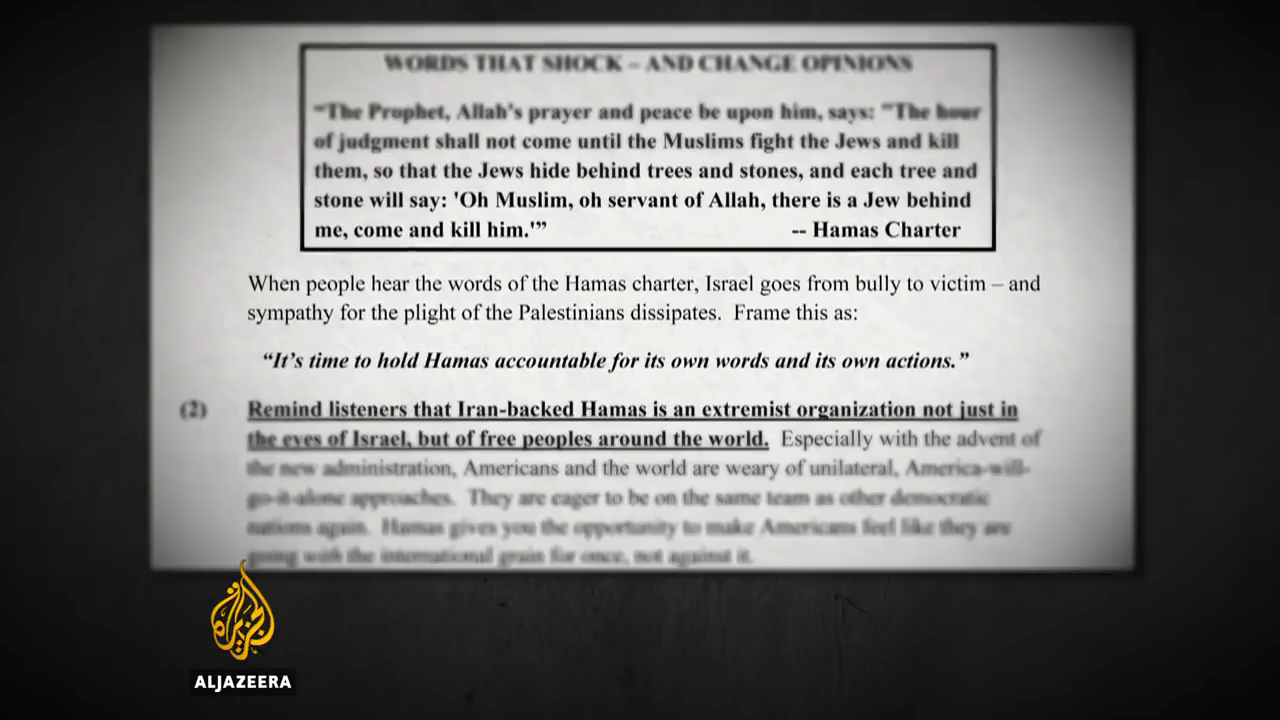 WORDS THAT SHOCK – AND CHANGE OPINIONS
"The Prophet, Allah's prayer and peace be upon him, says: "The hour
of judgment shall not come until the Muslims fight the Jews and kill
them, so that the Jews hide behind trees and stones, and each tree and
stone will say: 'Oh Muslim, oh servant of Allah, there is a Jew behind
me, come and kill him.'”
-- Hamas Charter
When people hear the words of the Hamas charter, Israel goes from bully to victim – and
sympathy for the plight of the Palestinians dissipates. Frame this as:
“It’s time to hold Hamas accountable for its own words and its own actions.”
(2) Remind listeners that Iran-backed Hamas is an extremist organization not just in
the eyes of Israel, but of free peoples around the world. Especially with the advent of
the new administration, Americans and the world are weary of unilateral, America-will-
go-it-alone approaches. They are eager to be on the same team as other democratic
nations again. Hamas gives you the opportunity to make Americans feel like they are
going with the international grain for once, not against it.
الجزيرة
ALJAZEERA